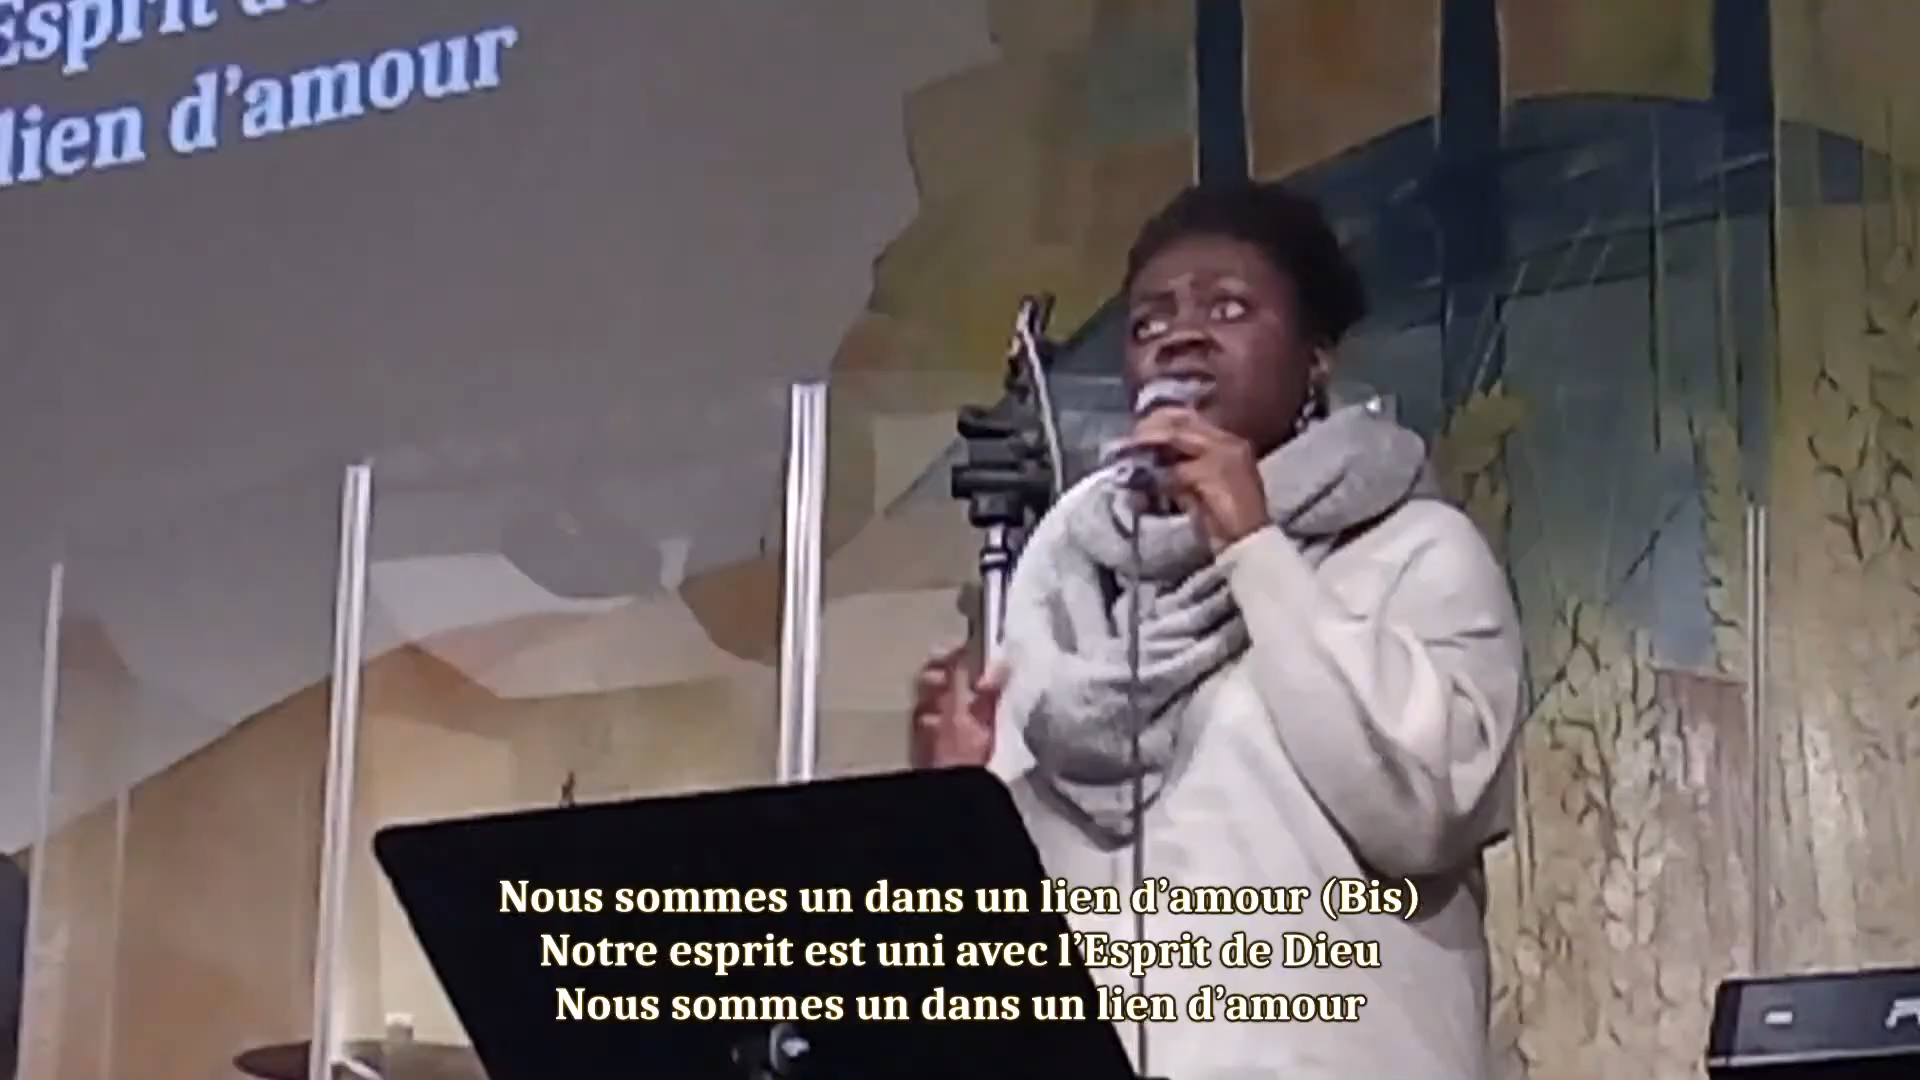 Esprit
lien d’amour
Nous sommes un dans un lien d’amour (Bis)
Notre esprit est uni avec l’Esprit de Dieu
Nous sommes un dans un lien d’amour